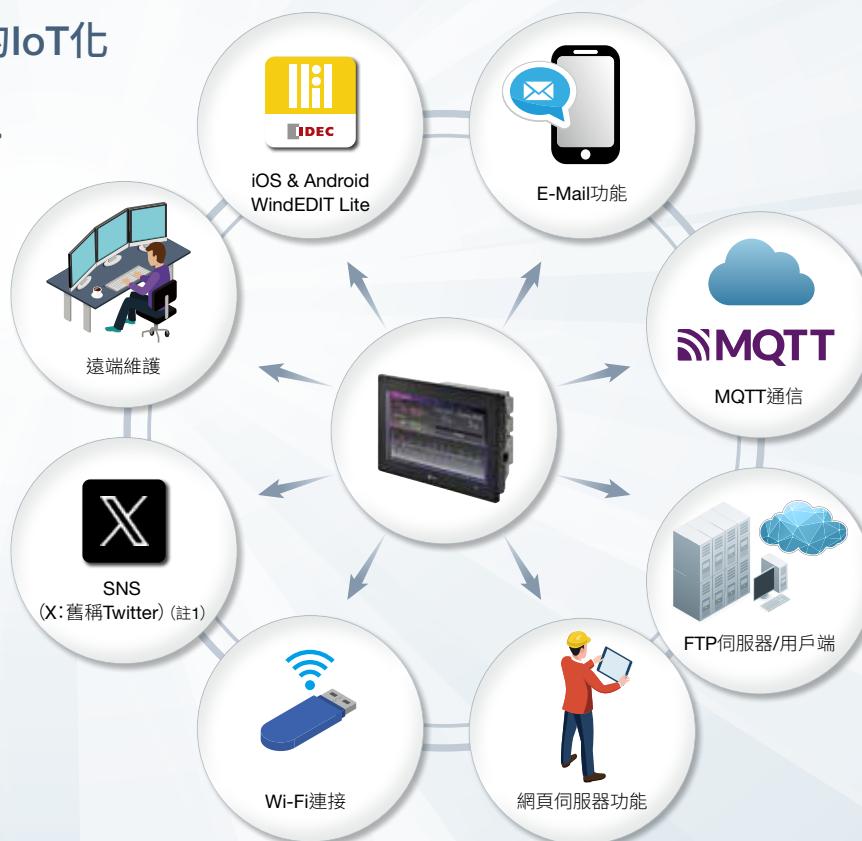 的IoT化
IDEC
iOS & Android
WindEDIT Lite
E-Mail功能
遠端維護
MQTT
MQTT通信
SNS
(X:舊稱Twitter) (註1)
FTP伺服器/用戶端
Wi-Fi連接
網頁伺服器功能